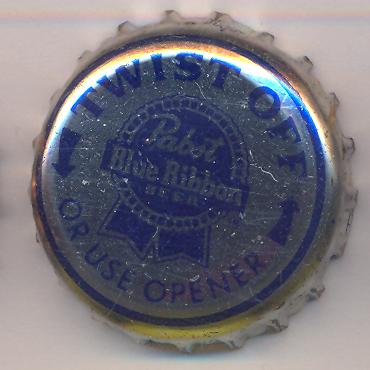 TWIST OFF
Pabst
Blue Ribbon
BEER
OR USE OPENER